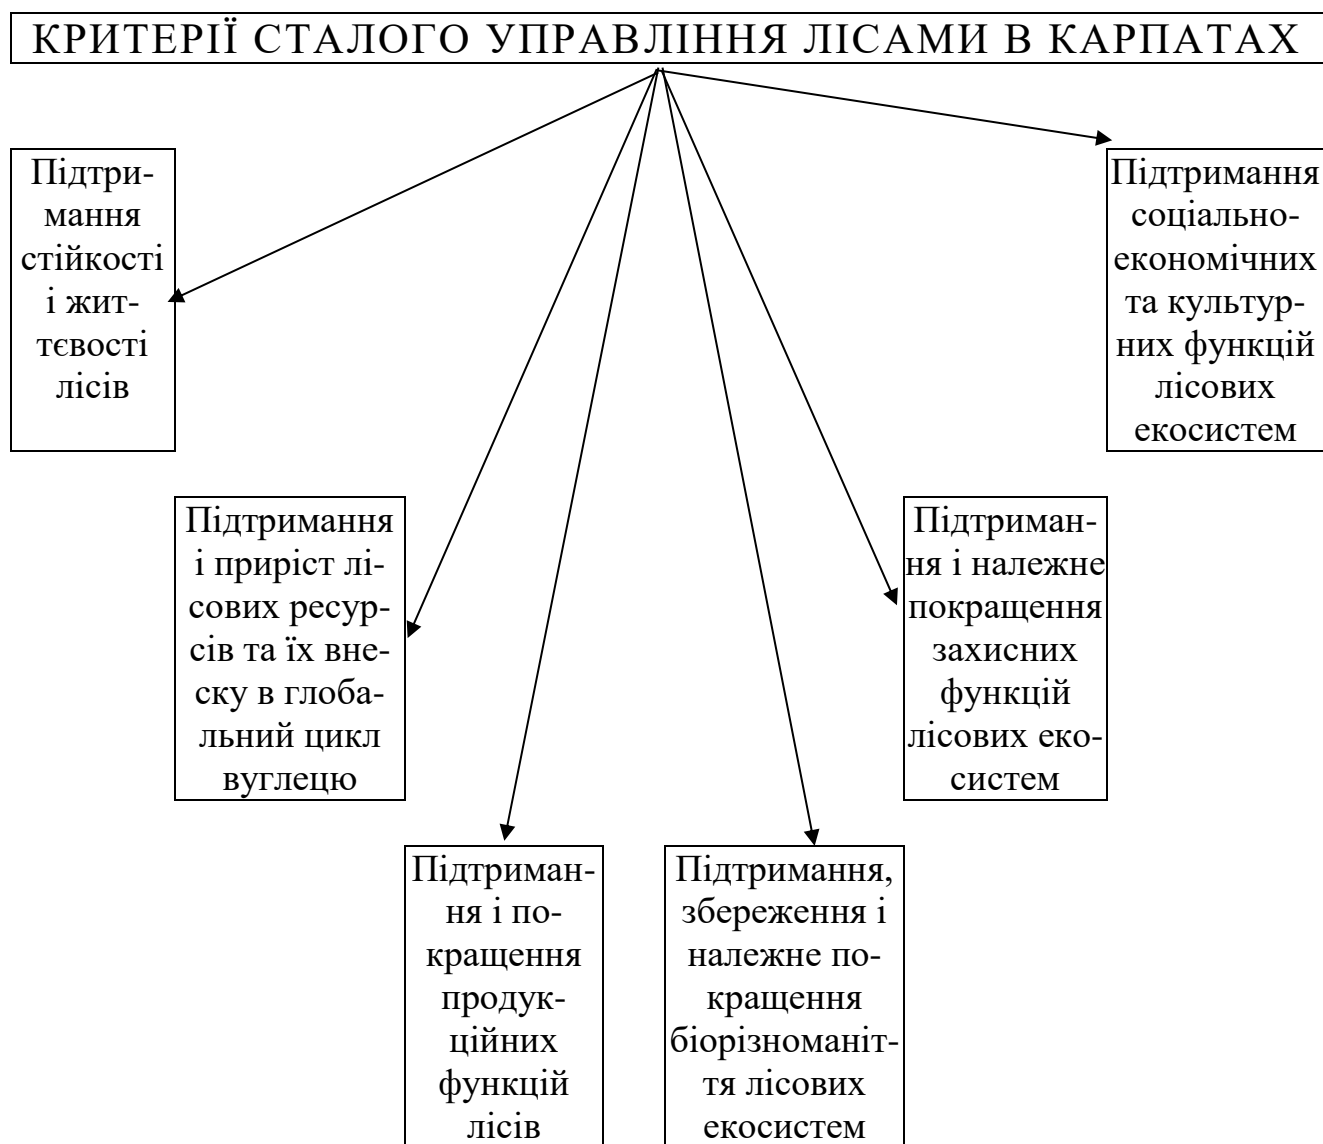 КРИТЕРІЇ СТАЛОГО УПРАВЛІННЯ ЛІСАМИ В КАРПАТАХ
Підтри-
мання
стійкості
і жит-
тєвості
лісів
Підтримання
і приріст лі-
сових ресур-
сів та їх вне-
ску в глоба-
льний цикл
вуглецю
Підтриман-
ня і по-
кращення
продук-
ційних
функцій
лісів
Підтримання,
збереження і
належне по-
кращення
біорізноманіт-
тя лісових
екосистем
Підтриман-
ня і належне
покращення
захисних
функцій
лісових еко-
систем
Підтримання
соціально-
економічних
та культур-
них функцій
лісових
екосистем